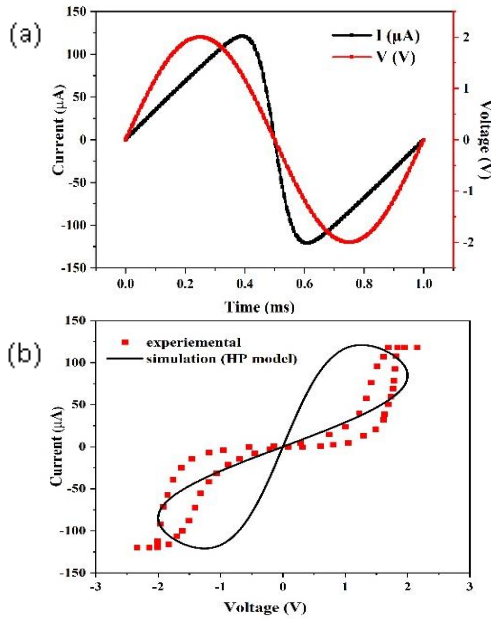 (a)
I (μA)
V (V)
Current (μA)
150
100
50
0
-50
-100
-150
Voltage (V)
2
1
0
-1
-2
0.0 0.2 0.4 0.6 0.8 1.0
Time (ms)
(b)
experiemental
simulation (HP model)
Current (μA)
150
100
50
0
-50
-100
-150
-3 -2 -1 0 1 2 3
Voltage (V)